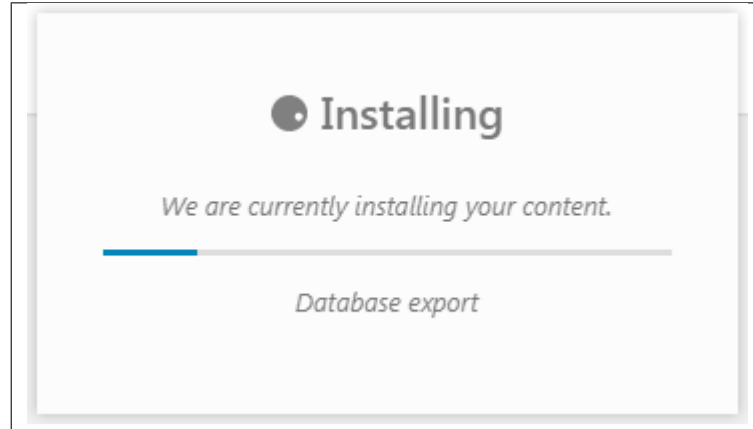 Installing
We are currently installing your content.
Database export